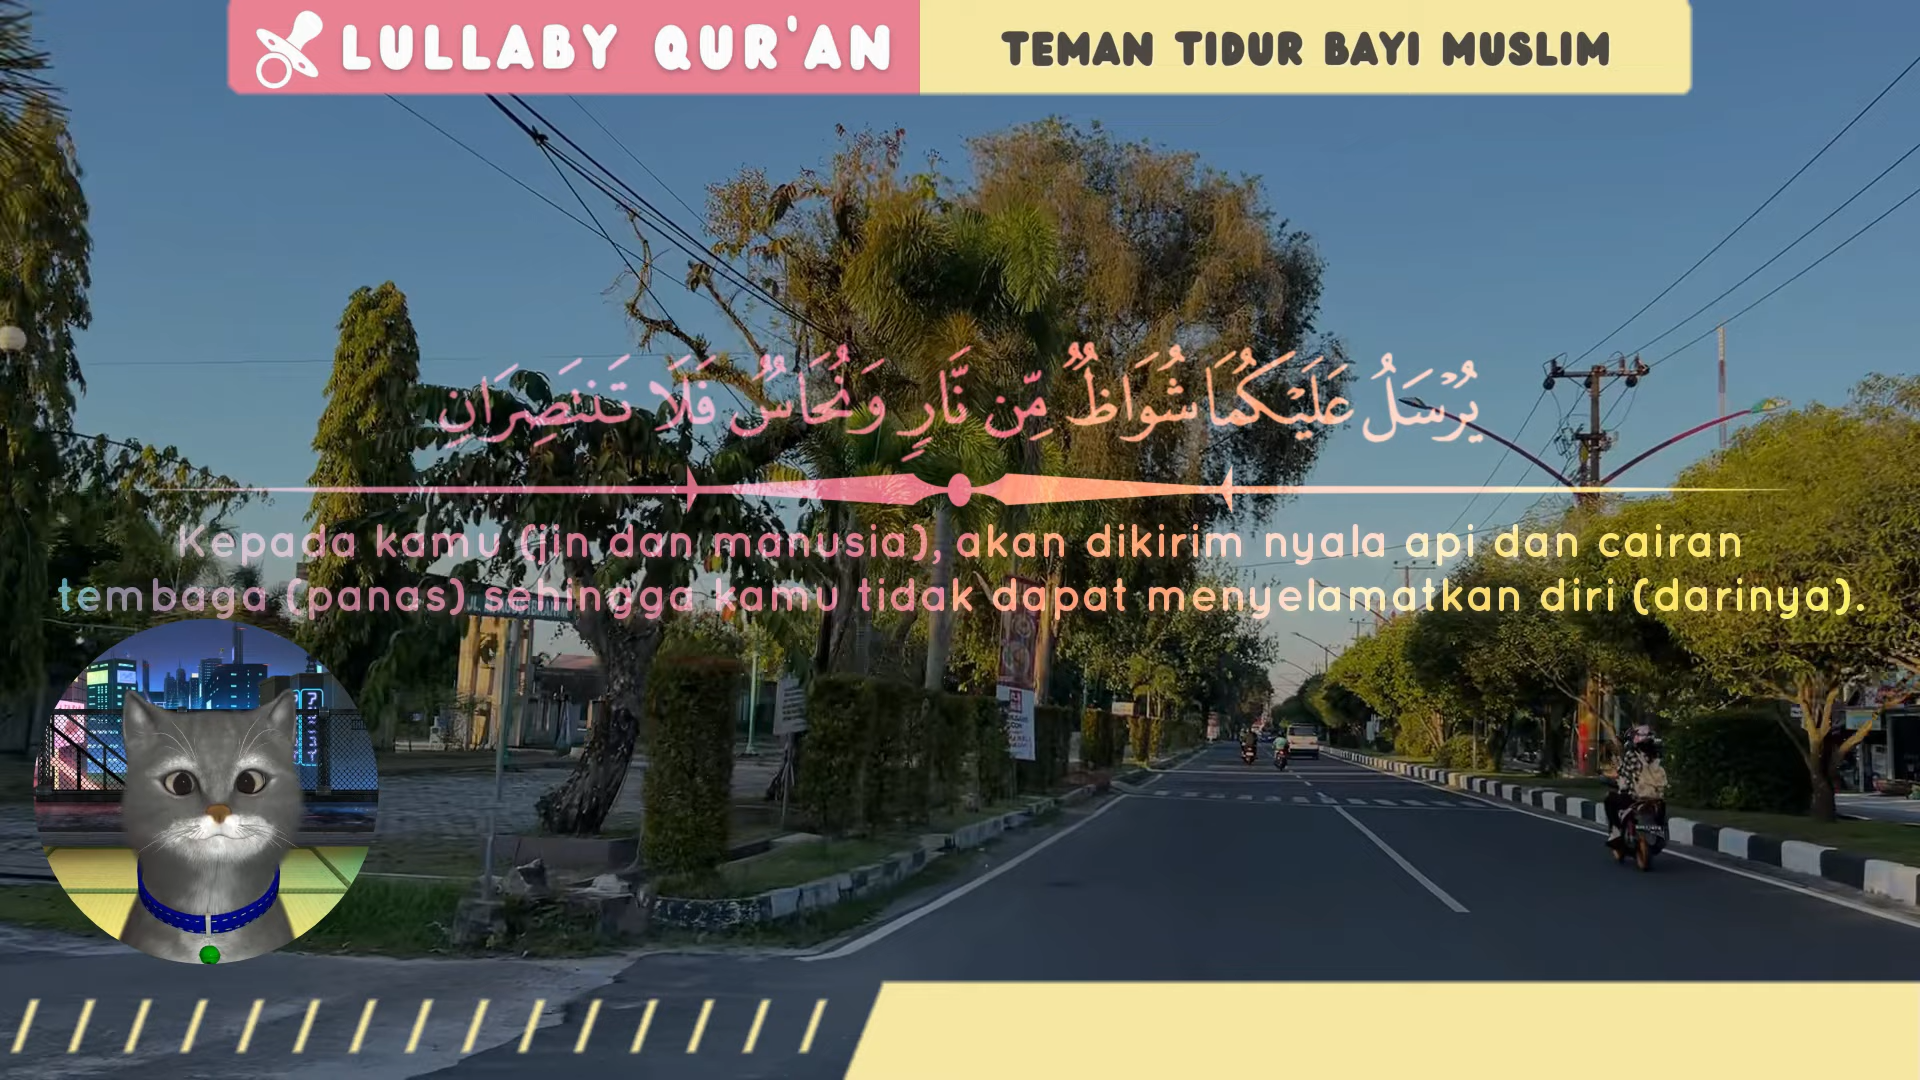 LULLABY QUR'AN
TEMAN TIDUR BAYI MUSLIM
يُرْسَلُ عَلَيْكُمَا شُوَاظٌ مِّن نَّارٍ وَنُحَاسٌ فَلَا تَنتَصِرَانِ
Kepada kamu (jin dan manusia), akan dikirim nyala api dan cairan
tembaga (panas) sehingga kamu tidak dapat menyelamatkan diri (darinya).